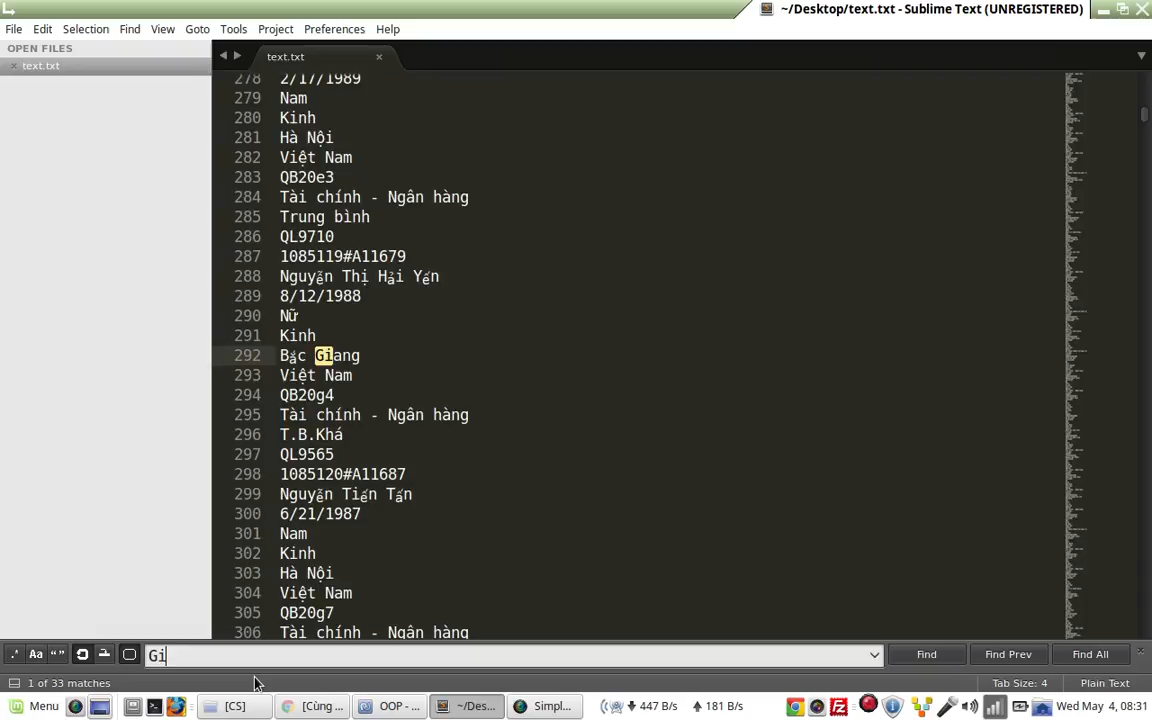 ~/Desktop/text.txt - Sublime Text (UNREGISTERED)
File Edit Selection Find View Goto Tools Project Preferences Help
OPEN FILES
text.txt
text.txt
278 2/17/1989
279 Nam
280 Kinh
281 Hà Nội
282 Việt Nam
283 QB20e3
284 Tài chính - Ngân hàng
285 Trung bình
286 QL9710
287 1085119#A11679
288 Nguyễn Thị Hải Yến
289 8/12/1988
290 Nữ
291 Kinh
292 Bắc Giang
293 Việt Nam
294 QB20g4
295 Tài chính - Ngân hàng
296 T.B.Khá
297 QL9565
298 1085120#A11687
299 Nguyễn Tiến Tấn
300 6/21/1987
301 Nam
302 Kinh
303 Hà Nội
304 Việt Nam
305 QB20g7
306 Tài chính - Ngân hàng
.* Aa “” Gi Find Find Prev Find All
1 of 33 matches Tab Size: 4 Plain Text
Menu [CS] [Cùng ... OOP - ... ~/Des... Simpl... 447 B/s 181 B/s Wed May 4, 08:31